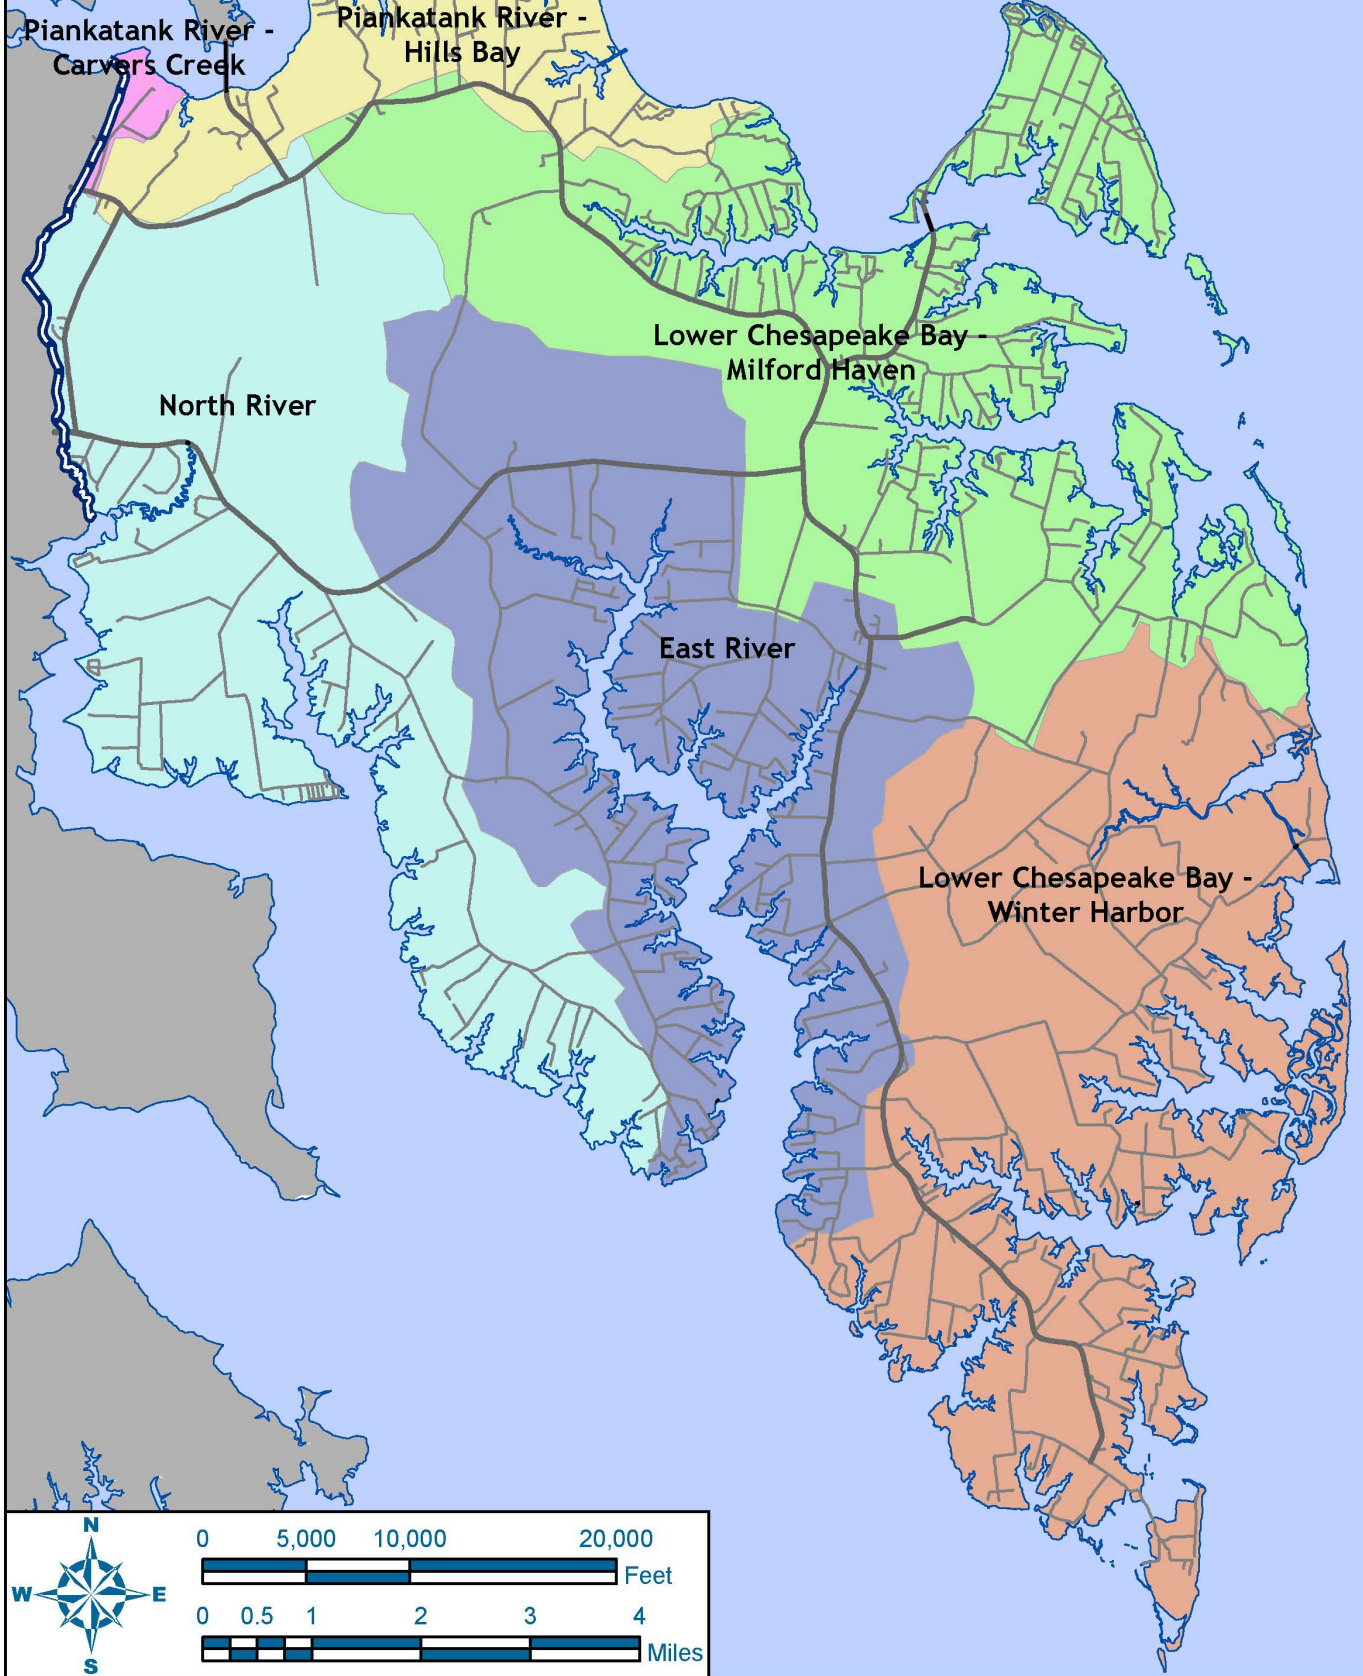 Piankatank River -
Carvers Creek
Piankatank River -
Hills Bay
Lower Chesapeake Bay -
Milford Haven
North River
East River
Lower Chesapeake Bay -
Winter Harbor
N
W E
S
0 5,000 10,000 20,000
Feet
0 0.5 1 2 3 4
Miles